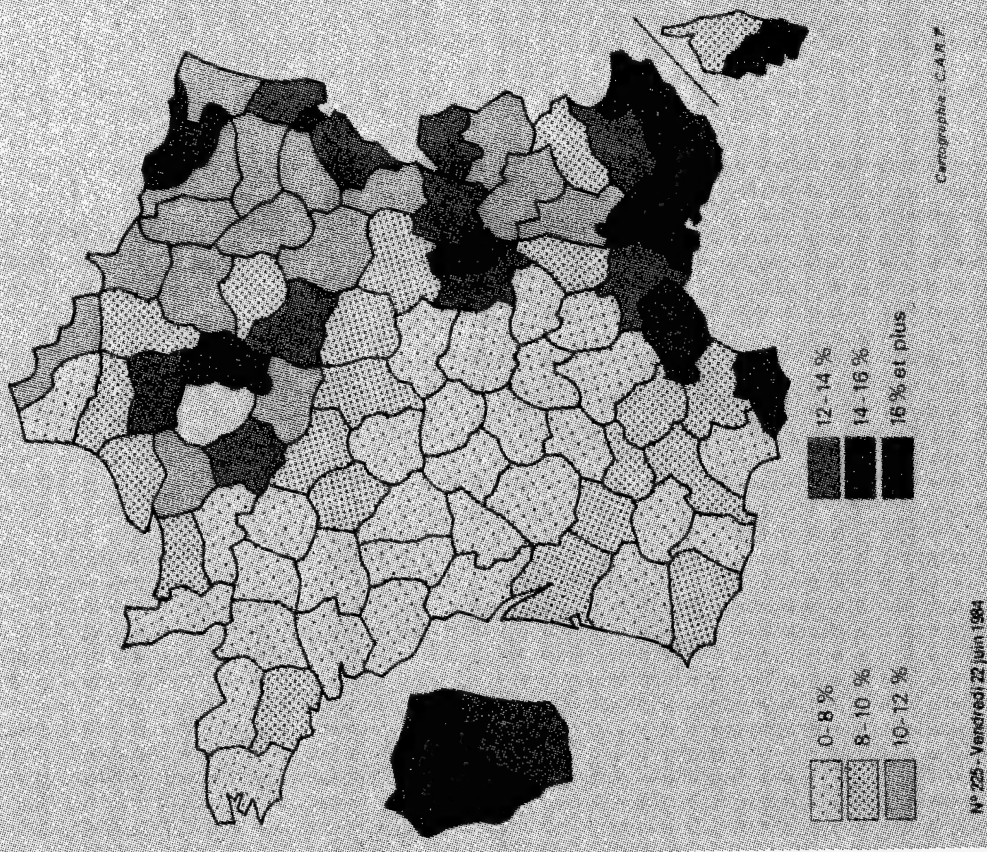 Cartographie C.A.R.T.
0-8 %
8-10 %
10-12 %
12-14 %
14-16 %
16% et plus
N° 225 - Vendredi 22 juin 1984